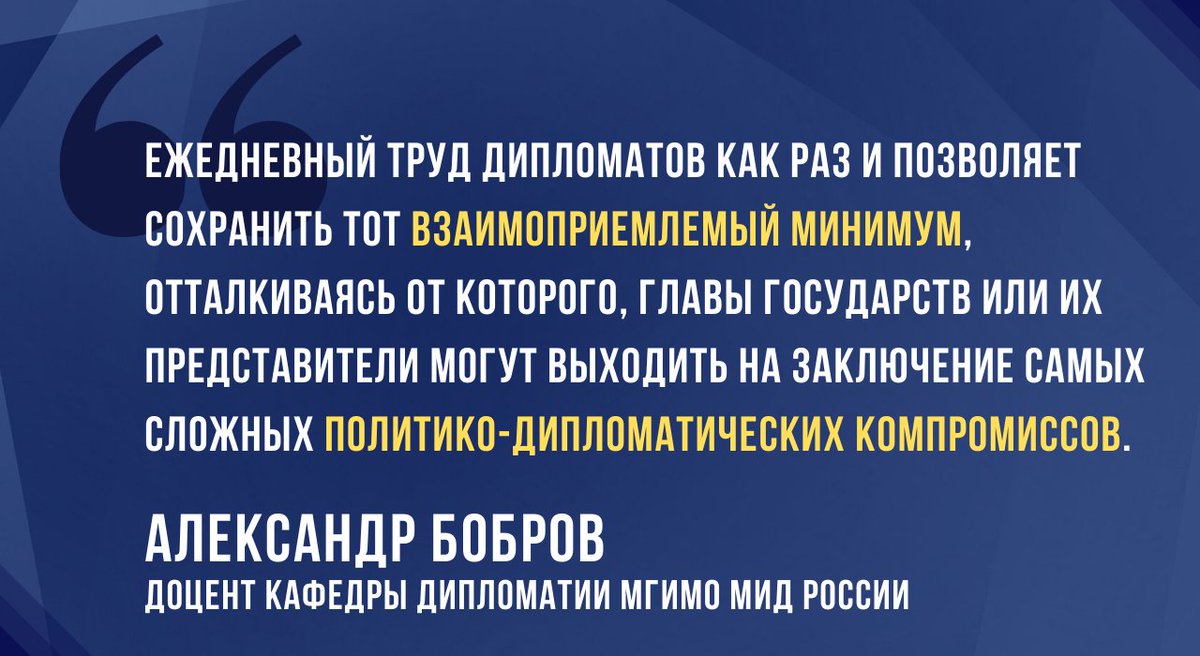 ЕЖЕДНЕВНЫЙ ТРУД ДИПЛОМАТОВ КАК РАЗ И ПОЗВОЛЯЕТ
СОХРАНИТЬ ТОТ ВЗАИМОПРИЕМЛЕМЫЙ МИНИМУМ,
ОТТАЛКИВАЯСЬ ОТ КОТОРОГО, ГЛАВЫ ГОСУДАРСТВ ИЛИ ИХ
ПРЕДСТАВИТЕЛИ МОГУТ ВЫХОДИТЬ НА ЗАКЛЮЧЕНИЕ САМЫХ
СЛОЖНЫХ ПОЛИТИКО-ДИПЛОМАТИЧЕСКИХ КОМПРОМИССОВ.
АЛЕКСАНДР БОБРОВ
ДОЦЕНТ КАФЕДРЫ ДИПЛОМАТИИ МГИМО МИД РОССИИ